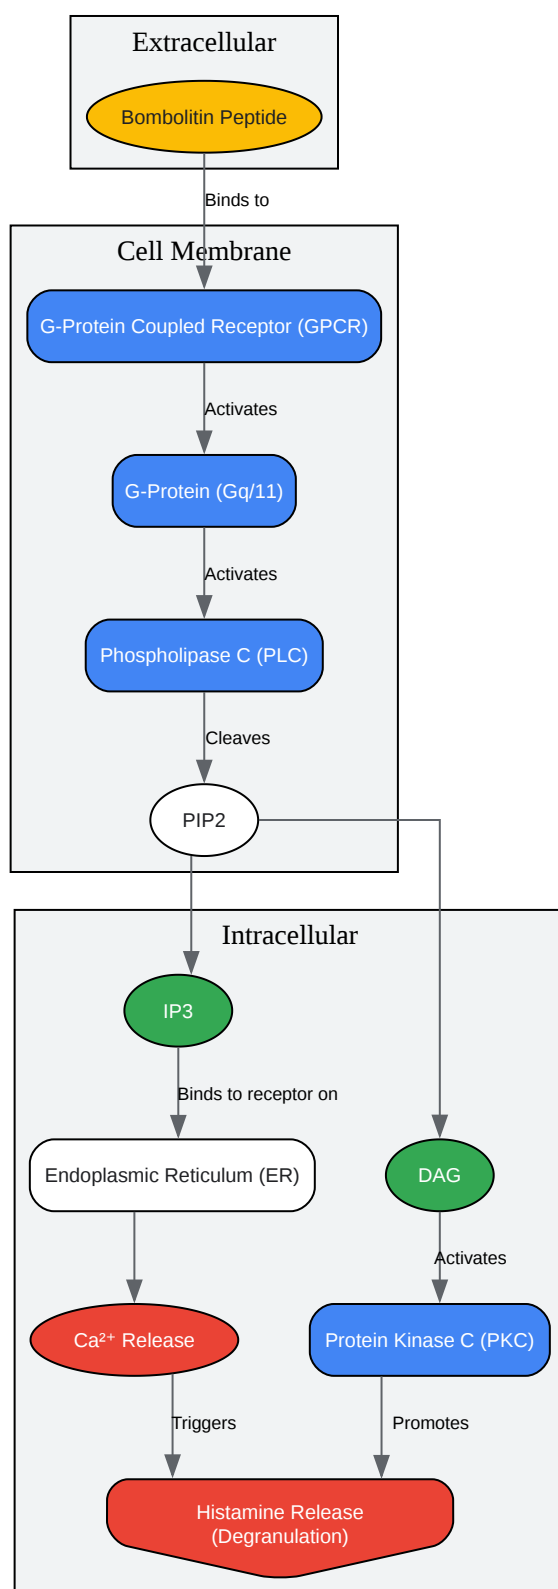 Extracellular
Bombolitin Peptide
Binds to
Cell Membrane
G-Protein Coupled Receptor (GPCR)
Activates
G-Protein (Gq/11)
Activates
Phospholipase C (PLC)
Cleaves
PIP2
Intracellular
IP3
Binds to receptor on
Endoplasmic Reticulum (ER)
DAG
Activates
Ca²⁺ Release
Protein Kinase C (PKC)
Triggers
Promotes
Histamine Release
(Degranulation)